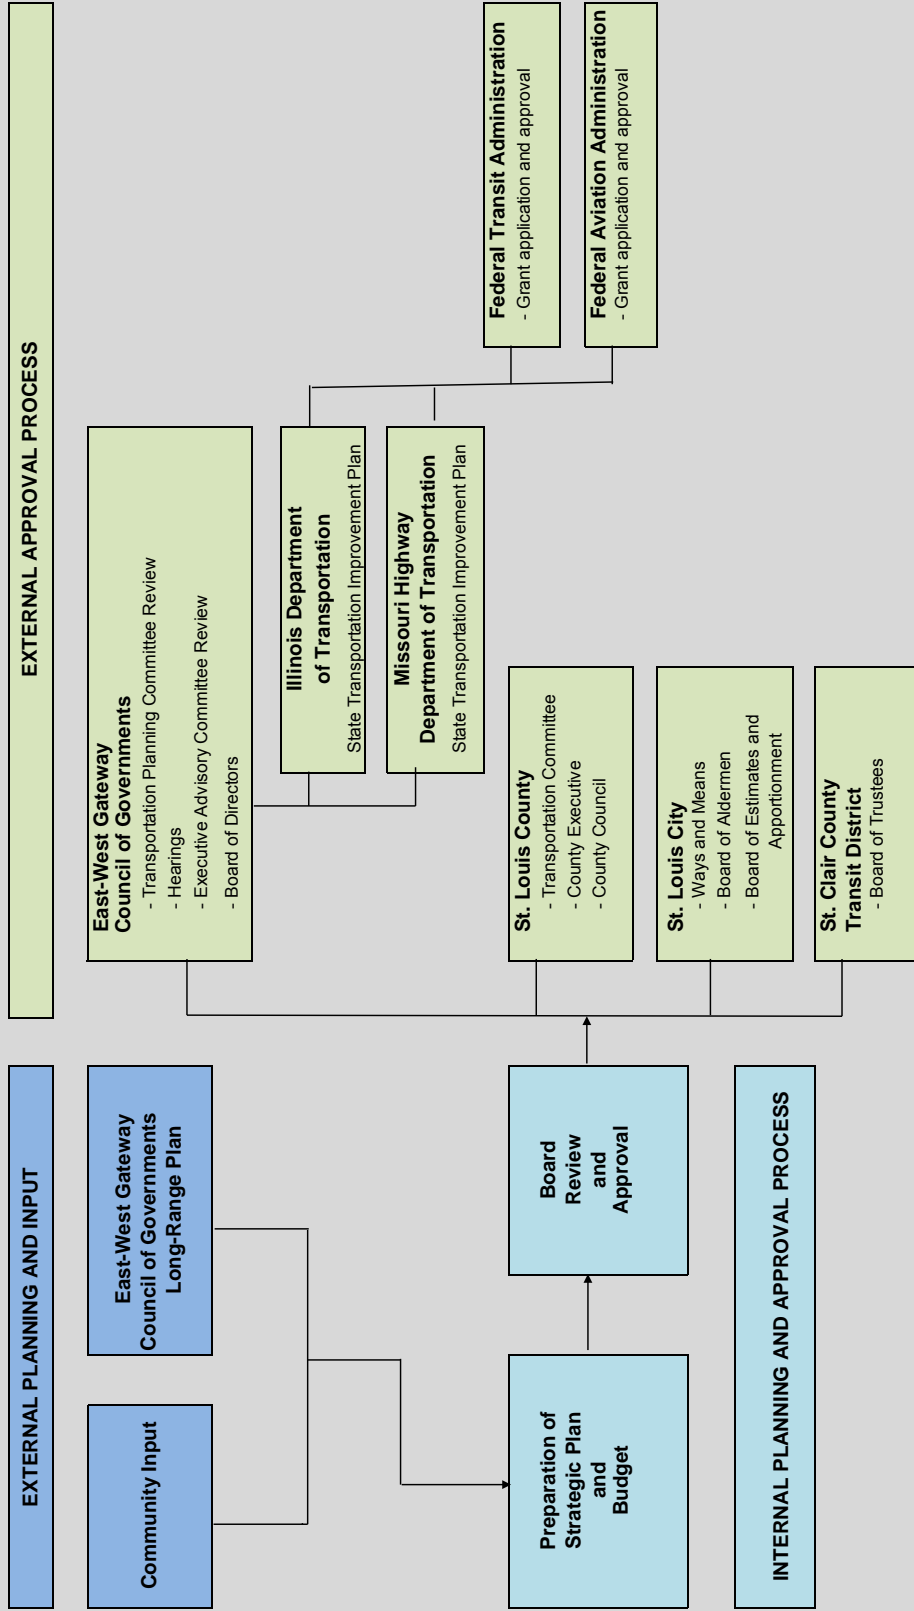 EXTERNAL PLANNING AND INPUT
Community Input
East-West Gateway
Council of Governments
Long-Range Plan
Preparation of
Strategic Plan
and
Budget
Board
Review
and
Approval
INTERNAL PLANNING AND APPROVAL PROCESS
EXTERNAL APPROVAL PROCESS
East-West Gateway
Council of Governments
- Transportation Planning Committee Review
- Hearings
- Executive Advisory Committee Review
- Board of Directors
Illinois Department
of Transportation
State Transportation Improvement Plan
Missouri Highway
Department of Transportation
State Transportation Improvement Plan
St. Louis County
- Transportation Committee
- County Executive
- County Council
St. Louis City
- Ways and Means
- Board of Aldermen
- Board of Estimates and
Apportionment
St. Clair County
Transit District
- Board of Trustees
Federal Transit Administration
- Grant application and approval
Federal Aviation Administration
- Grant application and approval